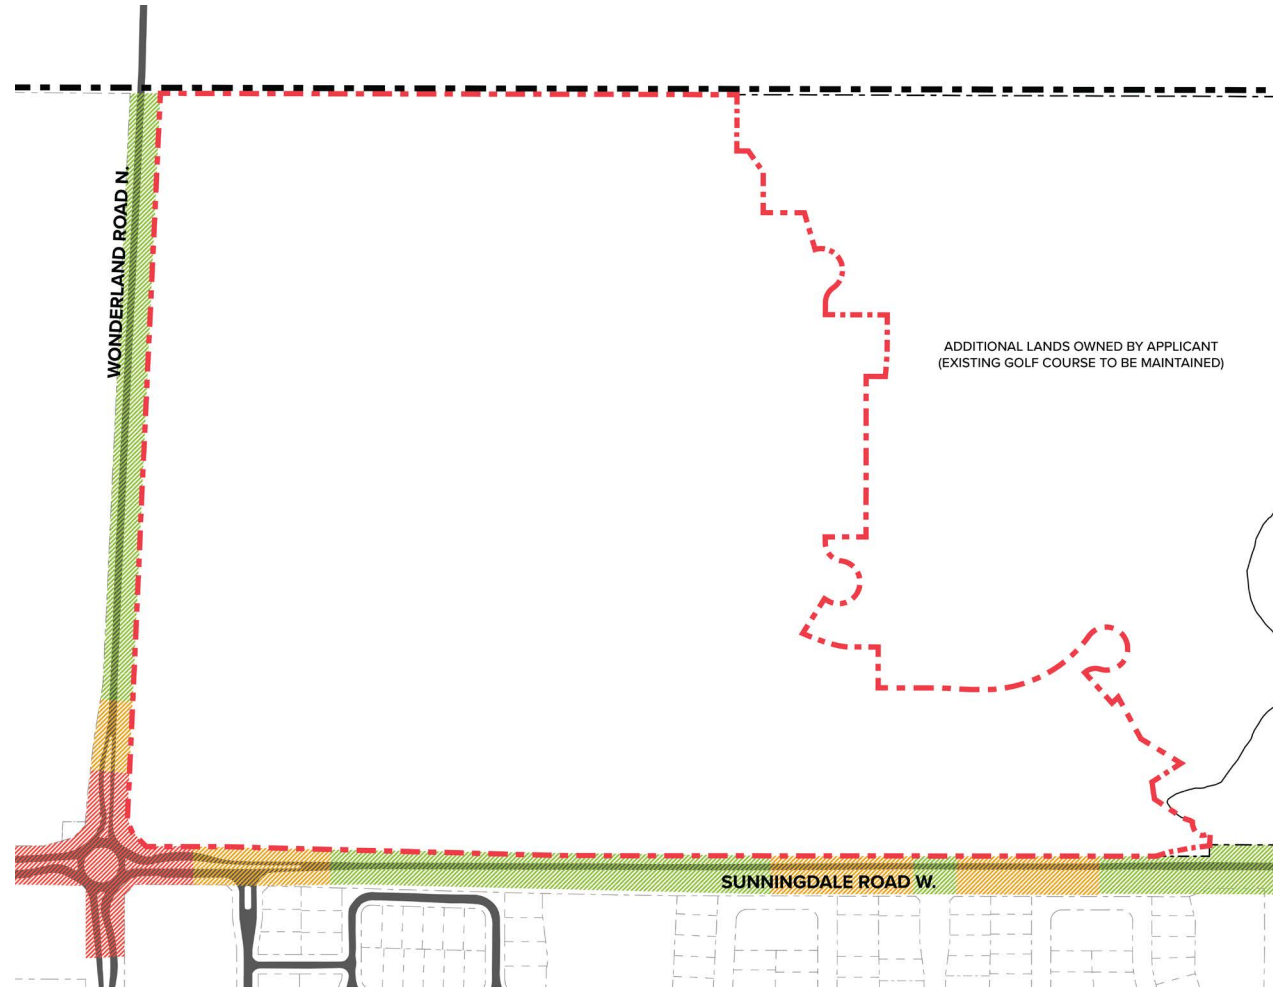 WONDERLAND ROAD N.
ADDITIONAL LANDS OWNED BY APPLICANT
(EXISTING GOLF COURSE TO BE MAINTAINED)
SUNNINGDALE ROAD W.